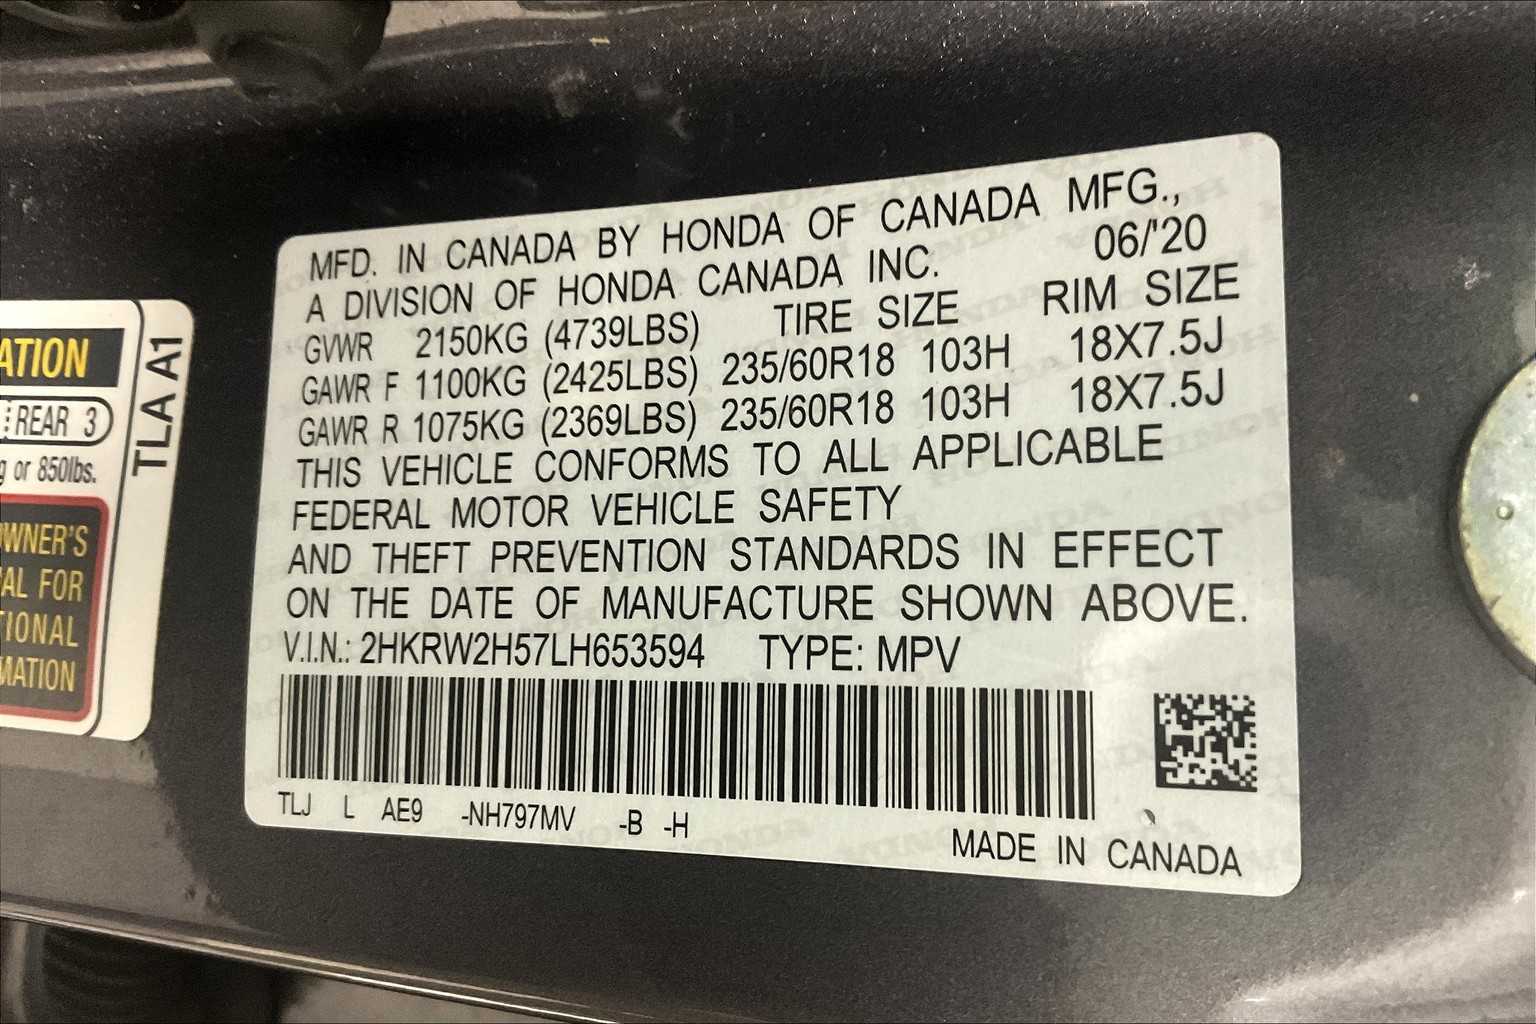 MFD. IN CANADA BY HONDA OF CANADA MFG.,
A DIVISION OF HONDA CANADA INC. 06/'20
GVWR 2150KG (4739LBS) TIRE SIZE RIM SIZE
GAWR F 1100KG (2425LBS) 235/60R18 103H 18X7.5J
GAWR R 1075KG (2369LBS) 235/60R18 103H 18X7.5J
THIS VEHICLE CONFORMS TO ALL APPLICABLE
FEDERAL MOTOR VEHICLE SAFETY
AND THEFT PREVENTION STANDARDS IN EFFECT
ON THE DATE OF MANUFACTURE SHOWN ABOVE.
V.I.N.: 2HKRW2H57LH653594 TYPE: MPV
TLJ L AE9 -NH797MV -B -H
MADE IN CANADA
ATION
REAR 3
g or 850lbs.
OWNER'S
AL FOR
TIONAL
MATION
TLA A1